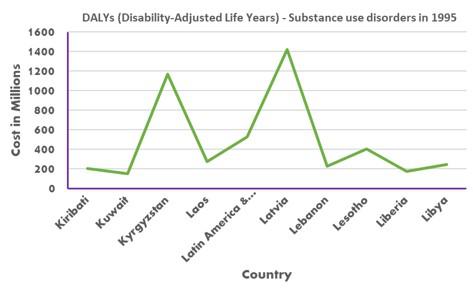 DALYs (Disability-Adjusted Life Years) - Substance use disorders in 1995
1600
1400
1200
1000
800
600
400
200
0
Cost in Millions
Kiribati
Kuwait
Kyrgyzstan
Laos
Latin America &...
Latvia
Lebanon
Lesotho
Liberia
Libya
Country